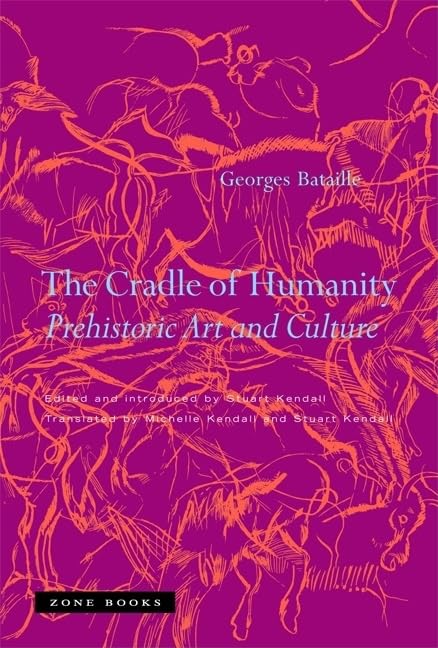 Georges Bataille
The Cradle of Humanity
Prehistoric Art and Culture
Edited and introduced by Stuart Kendall
Translated by Michelle Kendall and Stuart Kendall
ZONE BOOKS